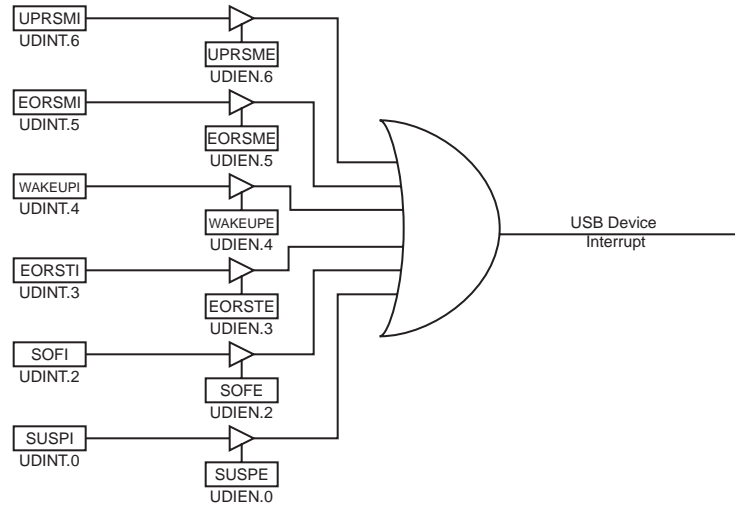 UPRSMI
UDINT.6
UPRSME
UDIEN.6
EORSMI
UDINT.5
EORSME
UDIEN.5
WAKEUPI
UDINT.4
WAKEUPE
UDIEN.4
EORSTI
UDINT.3
EORSTE
UDIEN.3
SOFI
UDINT.2
SOFE
UDIEN.2
SUSPI
UDINT.0
SUSPE
UDIEN.0
USB Device
Interrupt